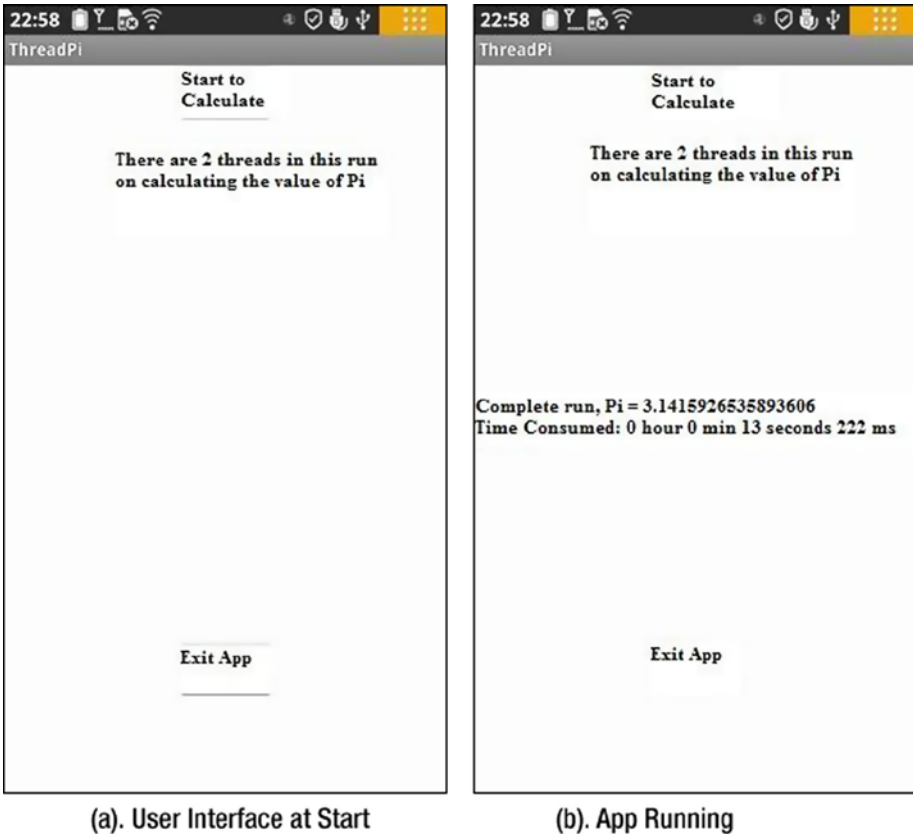 22:58
ThreadPi
Start to
Calculate
There are 2 threads in this run
on calculating the value of Pi
Exit App
(a). User Interface at Start
22:58
ThreadPi
Start to
Calculate
There are 2 threads in this run
on calculating the value of Pi
Complete run, Pi = 3.1415926535893606
Time Consumed: 0 hour 0 min 13 seconds 222 ms
Exit App
(b). App Running